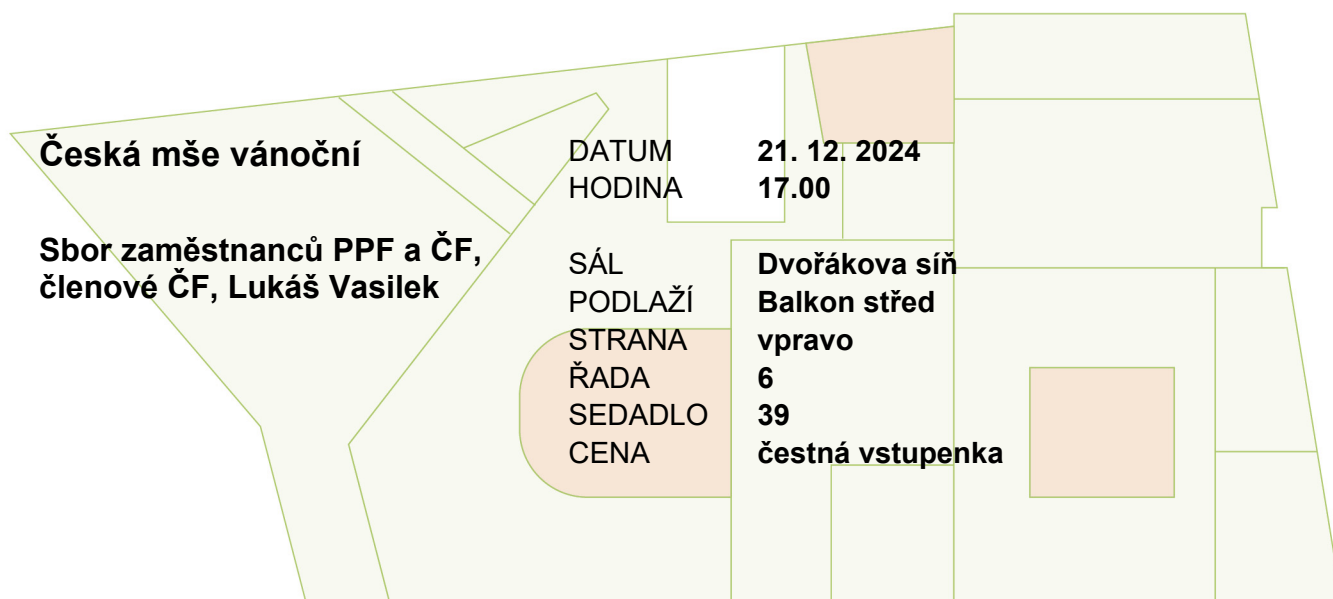 Česká mše vánoční
Sbor zaměstnanců PPF a ČF,
členové ČF, Lukáš Vasilek
DATUM 21. 12. 2024
HODINA 17.00
SÁL Dvořákova síň
PODLAŽÍ Balkon střed
STRANA vpravo
ŘADA 6
SEDADLO 39
CENA čestná vstupenka